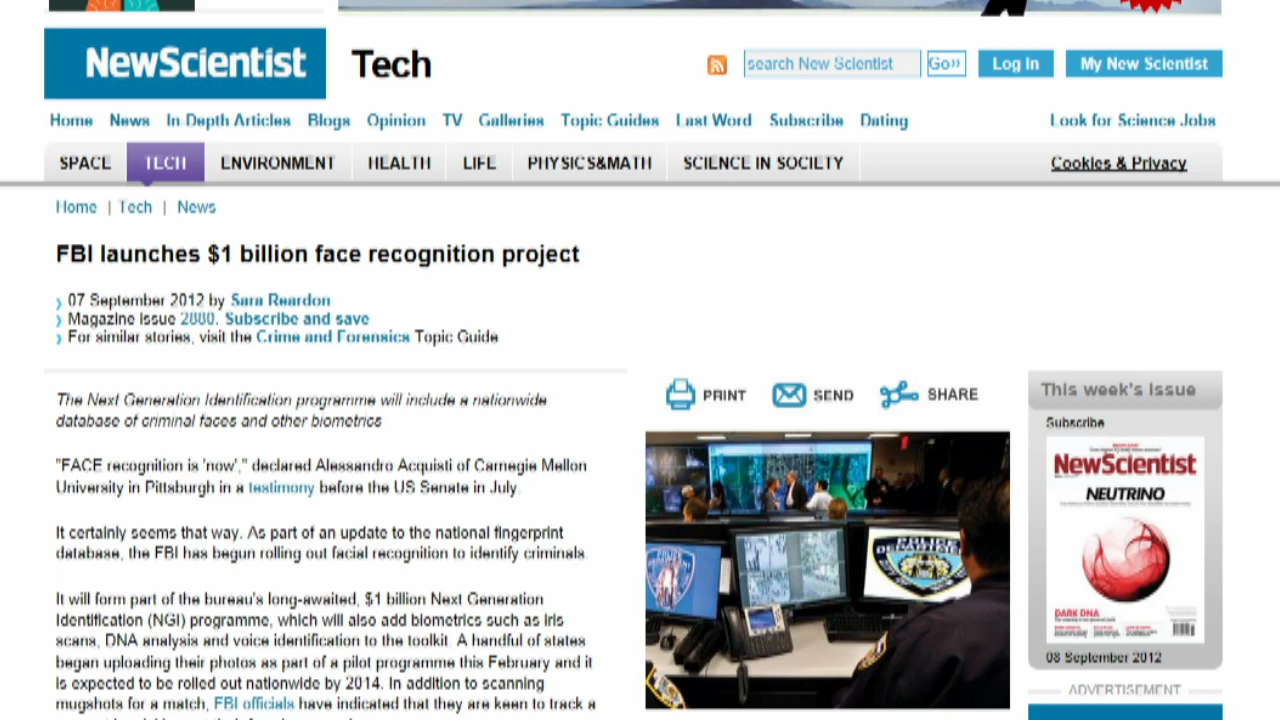 NewScientist
Tech
search New Scientist
Go»
Log In
My New Scientist
Home News In-Depth Articles Blogs Opinion TV Galleries Topic Guides Last Word Subscribe Dating Look for Science Jobs
SPACE TECH ENVIRONMENT HEALTH LIFE PHYSICS&MATH SCIENCE IN SOCIETY Cookies & Privacy
Home | Tech | News
FBI launches $1 billion face recognition project
07 September 2012 by Sara Reardon
Magazine issue 2880. Subscribe and save
For similar stories, visit the Crime and Forensics Topic Guide
The Next Generation Identification programme will include a nationwide
database of criminal faces and other biometrics
"FACE recognition is 'now'," declared Alessandro Acquisti of Carnegie Mellon
University in Pittsburgh in a testimony before the US Senate in July.
It certainly seems that way. As part of an update to the national fingerprint
database, the FBI has begun rolling out facial recognition to identify criminals.
It will form part of the bureau's long-awaited, $1 billion Next Generation
Identification (NGI) programme, which will also add biometrics such as iris
scans, DNA analysis and voice identification to the toolkit. A handful of states
began uploading their photos as part of a pilot programme this February and it
is expected to be rolled out nationwide by 2014. In addition to scanning
mugshots for a match, FBI officials have indicated that they are keen to track a
PRINT SEND SHARE
POLICE
DEPARTMENT
This week's issue
Subscribe
NewScientist
NEUTRINO
DARK DNA
08 September 2012
ADVERTISEMENT